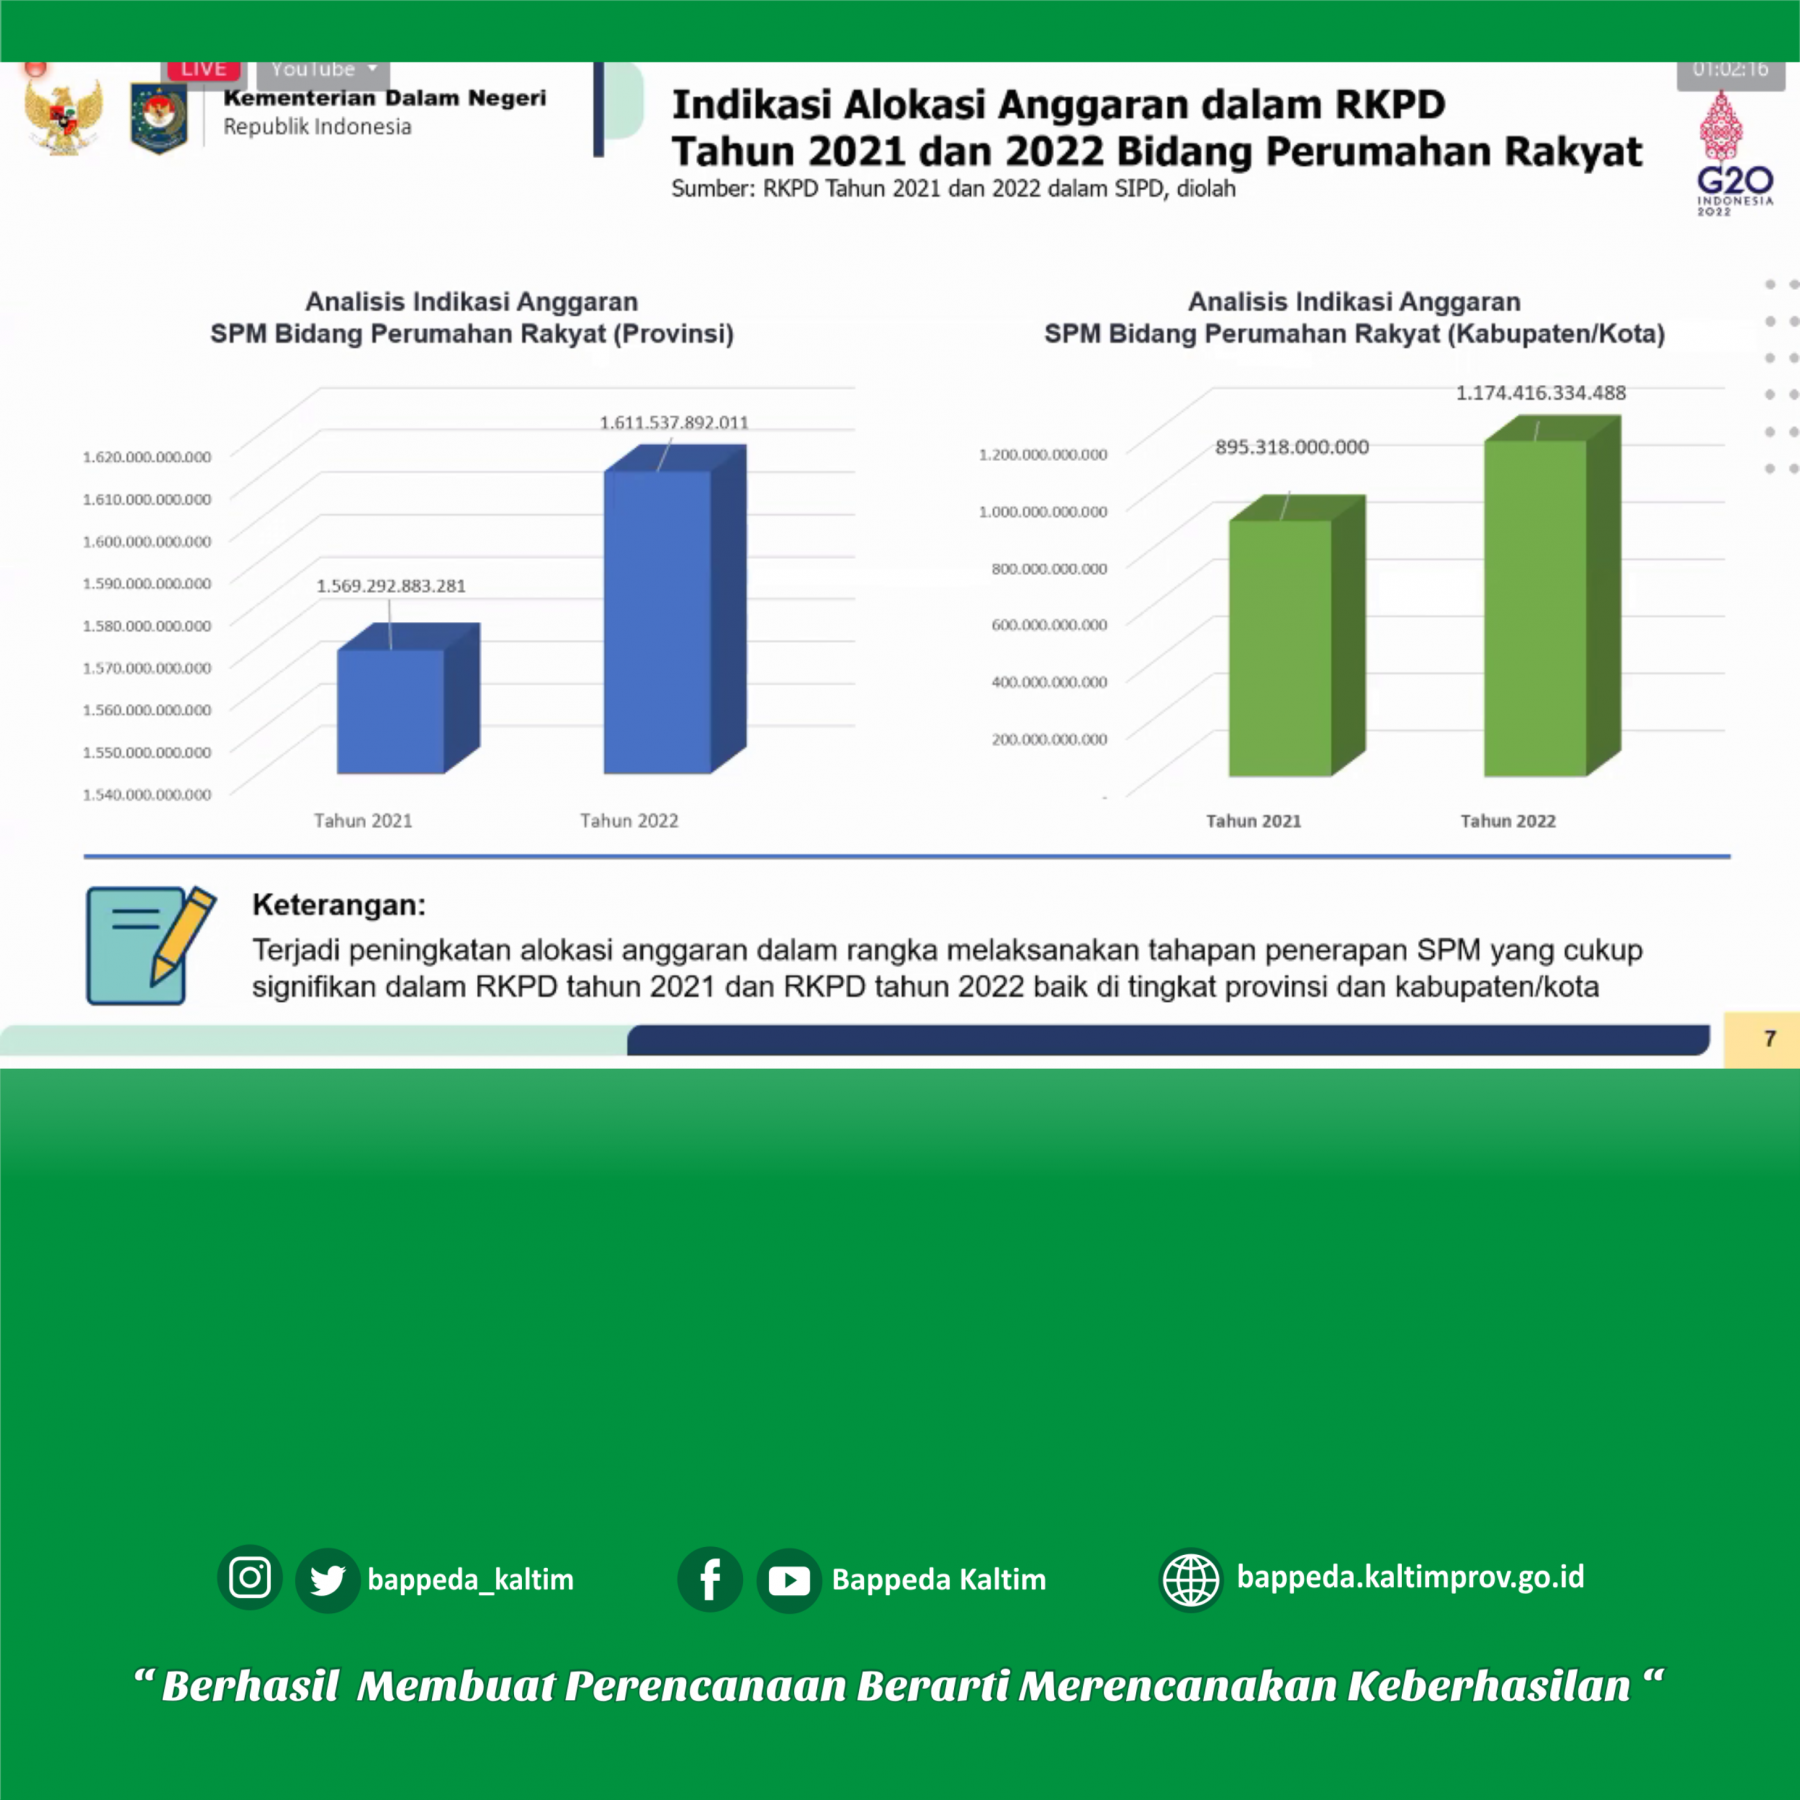 LIVE
YouTube
01:02:16
Kementerian Dalam Negeri
Republik Indonesia
Indikasi Alokasi Anggaran dalam RKPD
Tahun 2021 dan 2022 Bidang Perumahan Rakyat
Sumber: RKPD Tahun 2021 dan 2022 dalam SIPD, diolah
G20
INDONESIA
2022
Analisis Indikasi Anggaran
SPM Bidang Perumahan Rakyat (Provinsi)
1.620.000.000.000
1.610.000.000.000
1.600.000.000.000
1.590.000.000.000
1.580.000.000.000
1.570.000.000.000
1.560.000.000.000
1.550.000.000.000
1.540.000.000.000
1.569.292.883.281
1.611.537.892.011
Tahun 2021
Tahun 2022
Analisis Indikasi Anggaran
SPM Bidang Perumahan Rakyat (Kabupaten/Kota)
1.200.000.000.000
1.000.000.000.000
800.000.000.000
600.000.000.000
400.000.000.000
200.000.000.000
-
895.318.000.000
1.174.416.334.488
Tahun 2021
Tahun 2022
Keterangan:
Terjadi peningkatan alokasi anggaran dalam rangka melaksanakan tahapan penerapan SPM yang cukup
signifikan dalam RKPD tahun 2021 dan RKPD tahun 2022 baik di tingkat provinsi dan kabupaten/kota
7
bappeda_kaltim
Bappeda Kaltim
bappeda.kaltimprov.go.id
“ Berhasil Membuat Perencanaan Berarti Merencanakan Keberhasilan “